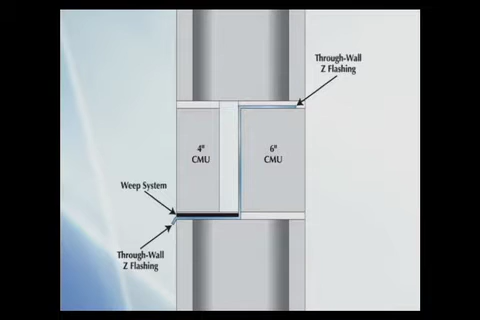 Through-Wall
Z Flashing
4"
CMU
6"
CMU
Weep System
Through-Wall
Z Flashing